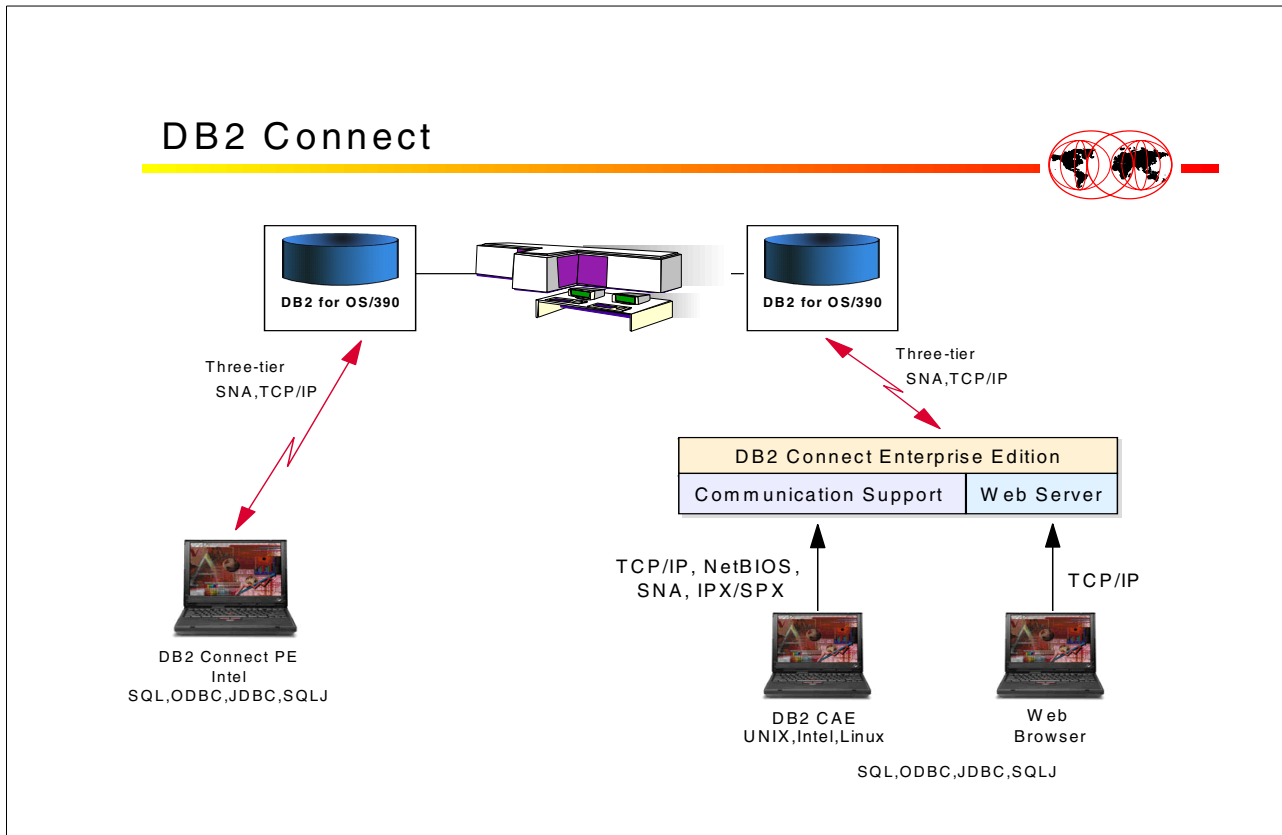 DB2 Connect
DB2 for OS/390
DB2 for OS/390
Three-tier
SNA,TCP/IP
Three-tier
SNA,TCP/IP
DB2 Connect Enterprise Edition
Communication Support
Web Server
TCP/IP, NetBIOS,
SNA, IPX/SPX
TCP/IP
DB2 Connect PE
Intel
SQL,ODBC,JDBC,SQLJ
DB2 CAE
UNIX,Intel,Linux
Web
Browser
SQL,ODBC,JDBC,SQLJ